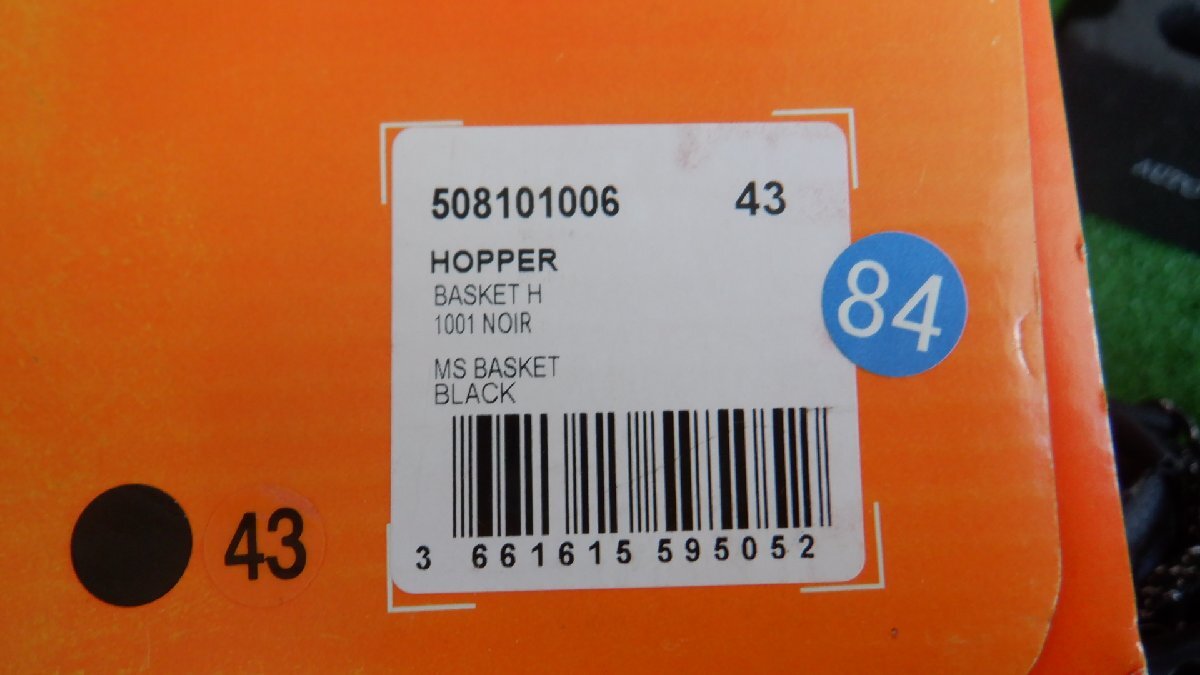 508101006 43
HOPPER
BASKET H
1001 NOIR
MS BASKET
BLACK
3 661615 595052
84
43